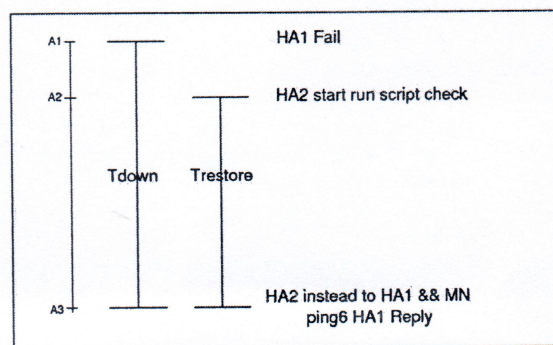 A1
HA1 Fail
A2
HA2 start run script check
Tdown
Trestore
A3
HA2 instead to HA1 && MN
ping6 HA1 Reply